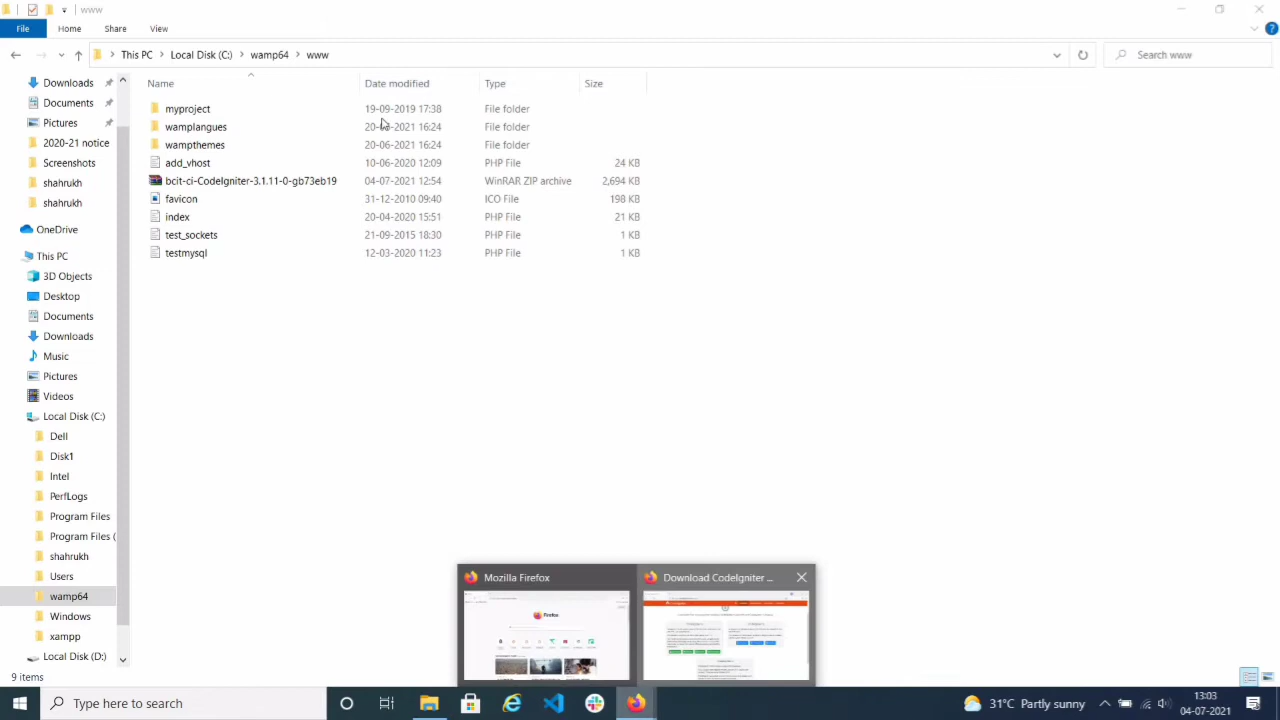 www
File Home Share View
This PC Local Disk (C:) wamp64 www Search www
Name Date modified Type Size
Downloads
Documents
Pictures
2020-21 notice
Screenshots
shahrukh
shahrukh
OneDrive
This PC
3D Objects
Desktop
Documents
Downloads
Music
Pictures
Videos
Local Disk (C:)
Dell
Disk1
Intel
PerfLogs
Program Files
Program Files (
shahrukh
Users
wamp64
Windows
xampp
Local Disk (D:)
myproject 19-09-2019 17:38 File folder
wamplangues 20- -2021 16:24 File folder
wampthemes 20-06-2021 16:24 File folder
add_vhost 10-06-2020 12:09 PHP File 24 KB
bcit-ci-CodeIgniter-3.1.11-0-gb73eb19 04-07-2021 12:54 WinRAR ZIP archive 2,694 KB
favicon 31-12-2010 09:40 ICO File 198 KB
index 20-04-2020 15:51 PHP File 21 KB
test_sockets 21-09-2015 18:30 PHP File 1 KB
testmysql 12-03-2020 11:23 PHP File 1 KB
Mozilla Firefox Download CodeIgniter ...
Firefox
9 items
Type here to search 31°C Partly sunny 13:03
04-07-2021